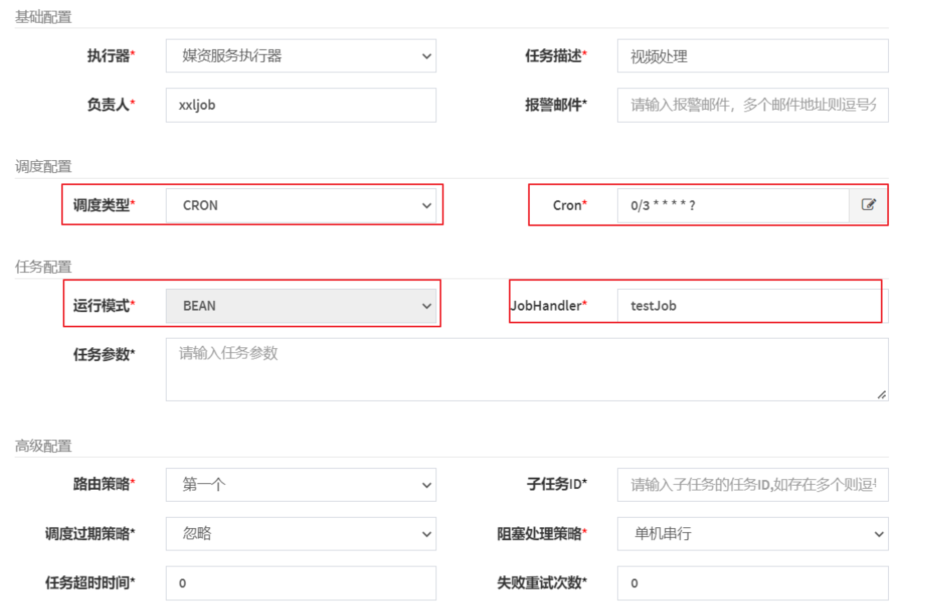 基础配置
执行器* 媒资服务执行器 任务描述* 视频处理
负责人* xxljob 报警邮件* 请输入报警邮件，多个邮件地址则逗号分
调度配置
调度类型* CRON Cron* 0/3 * * * * ?
任务配置
运行模式* BEAN JobHandler* testJob
任务参数* 请输入任务参数
高级配置
路由策略* 第一个 子任务ID* 请输入子任务的任务ID,如存在多个则逗号
调度过期策略* 忽略 阻塞处理策略* 单机串行
任务超时时间* 0 失败重试次数* 0